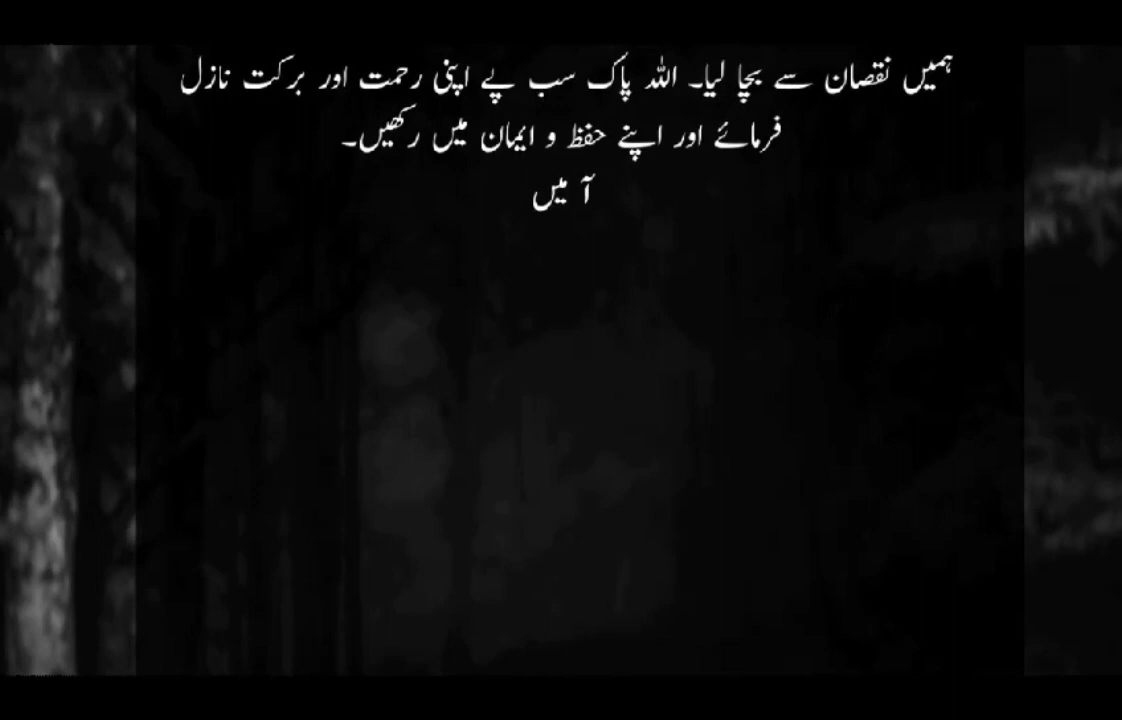 ہمیں نقصان سے بچا لیا۔ اللہ پاک سب پے اپنی رحمت اور برکت نازل
فرمائے اور اپنے حفظ و ایمان میں رکھیں۔
آ میں